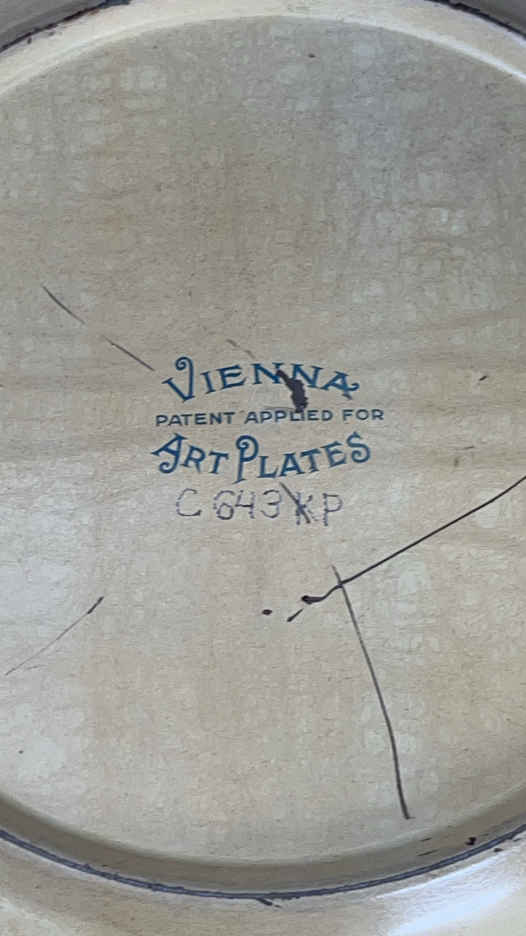 VIENNA
PATENT APPLIED FOR
ART PLATES
C 643 KP